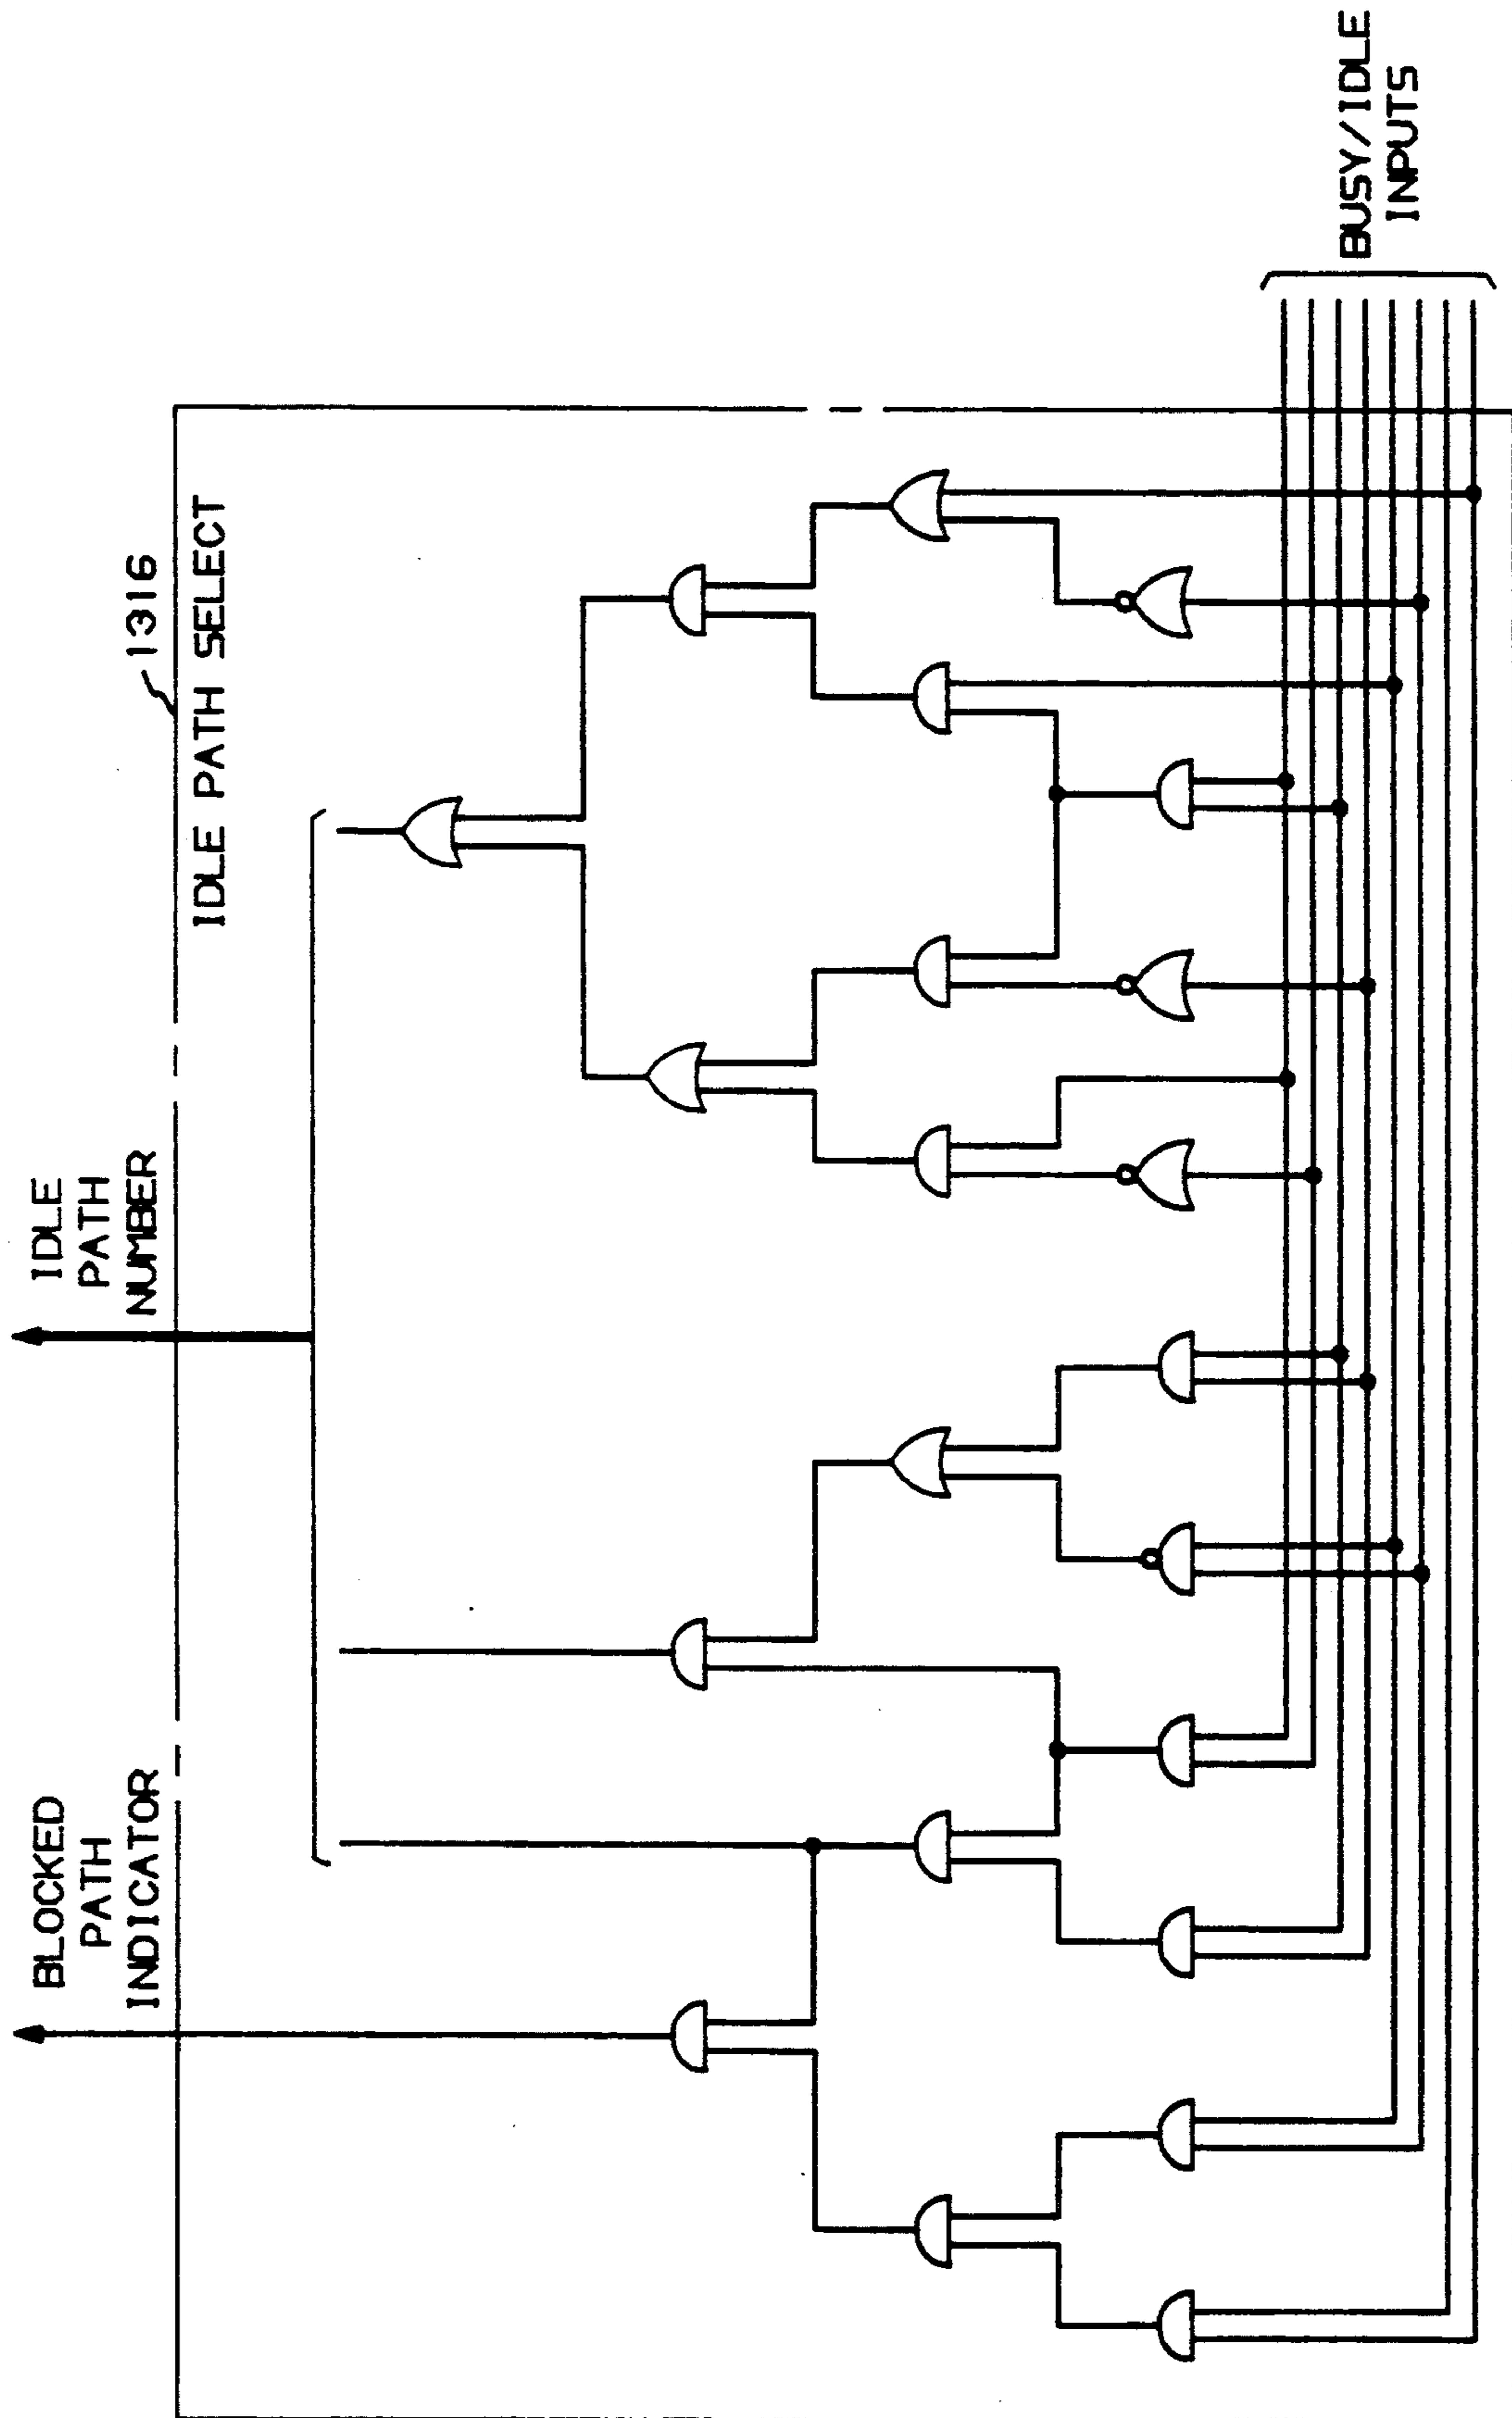 BLOCKED
PATH
INDICATOR
IDLE
PATH
NUMBER
1316
IDLE PATH SELECT
BUSY/IDLE
INPUTS